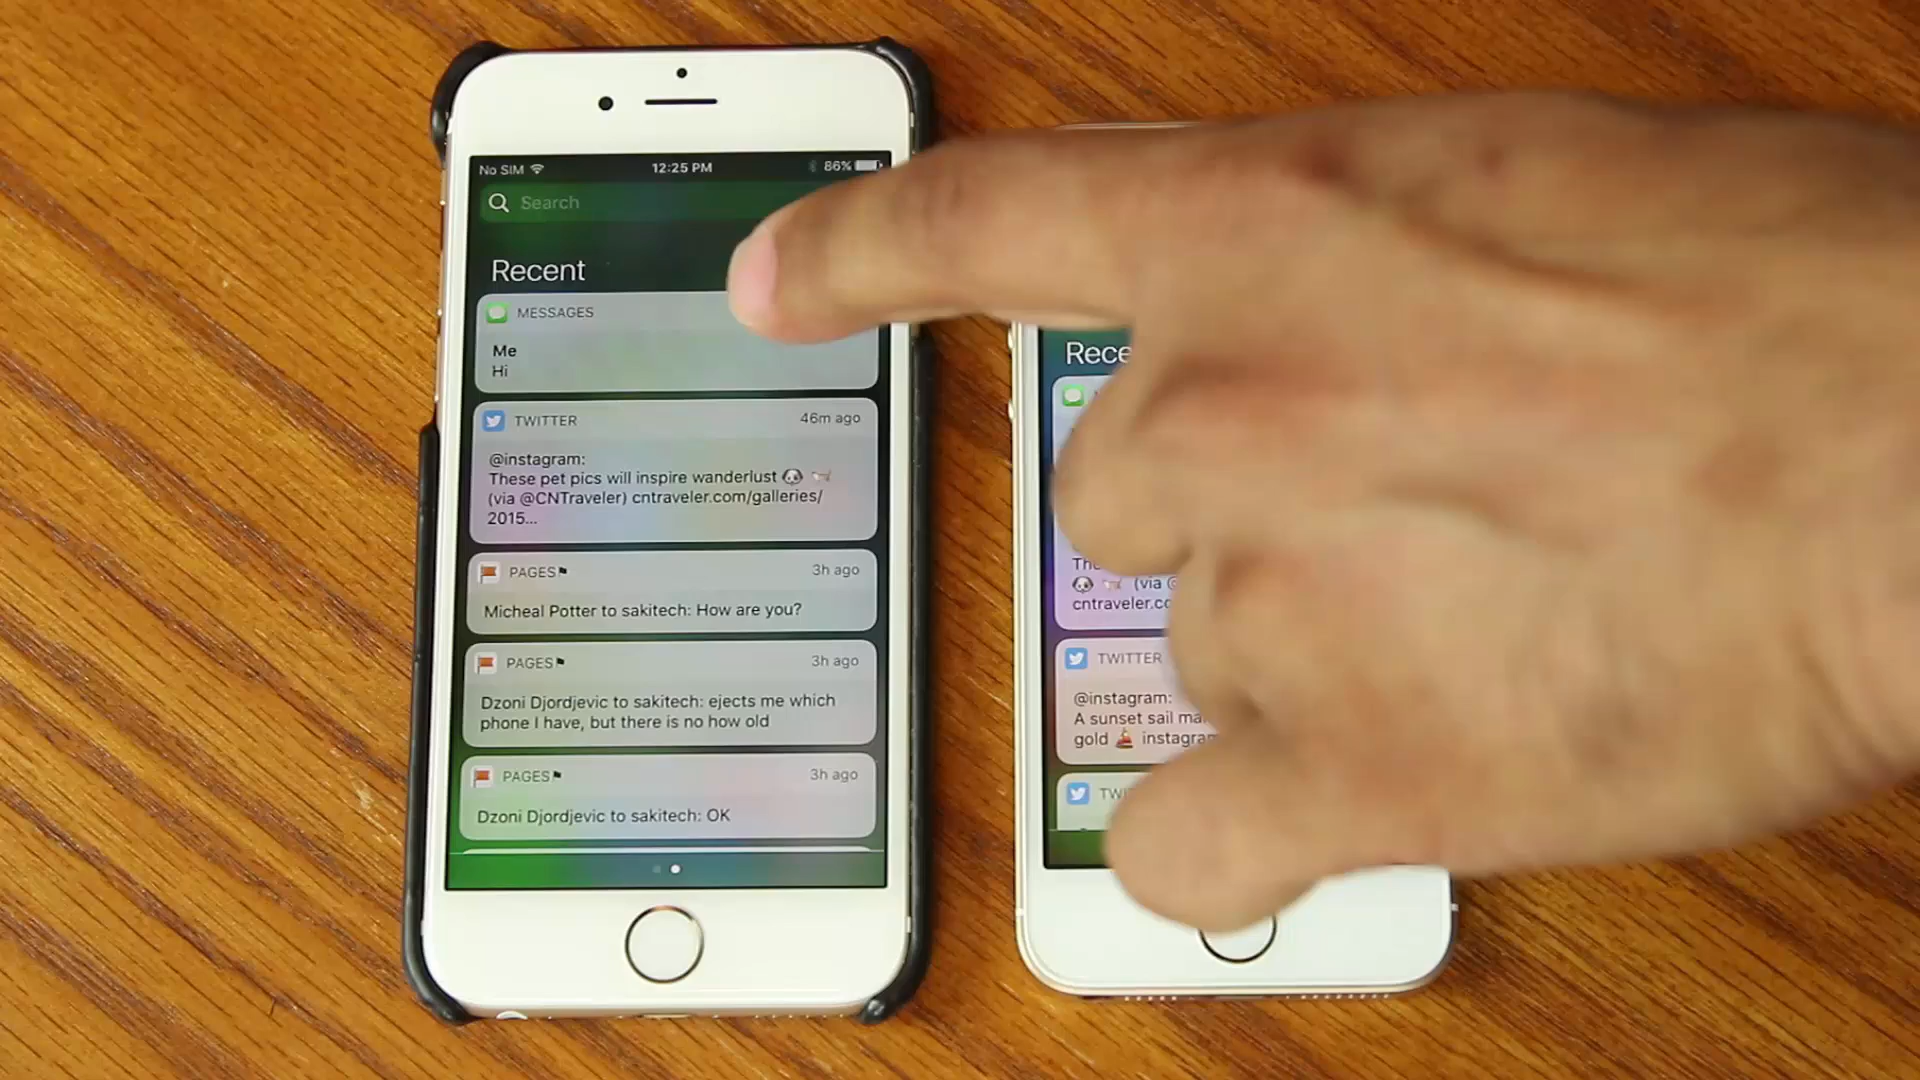 No SIM
12:25 PM
86%
Search
Recent
MESSAGES
Me
Hi
TWITTER
46m ago
@instagram:
These pet pics will inspire wanderlust 🐶 🐩
(via @CNTraveler) cntraveler.com/galleries/
2015...
PAGES
3h ago
Micheal Potter to sakitech: How are you?
PAGES
3h ago
Dzoni Djordjevic to sakitech: ejects me which
phone I have, but there is no how old
PAGES
3h ago
Dzoni Djordjevic to sakitech: OK
Rece
(via
cntraveler.c
TWITTER
@instagram:
A sunset sail
gold ⛵ instagram
TW